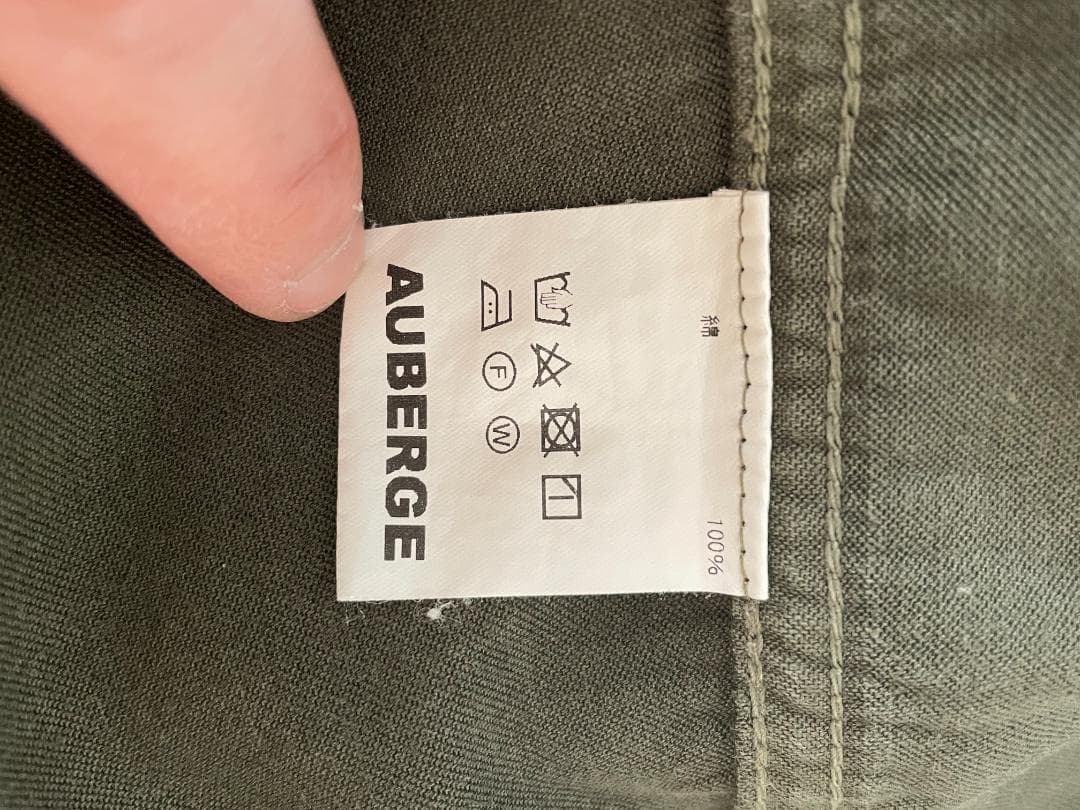 綿 100%
F W
AUBERGE